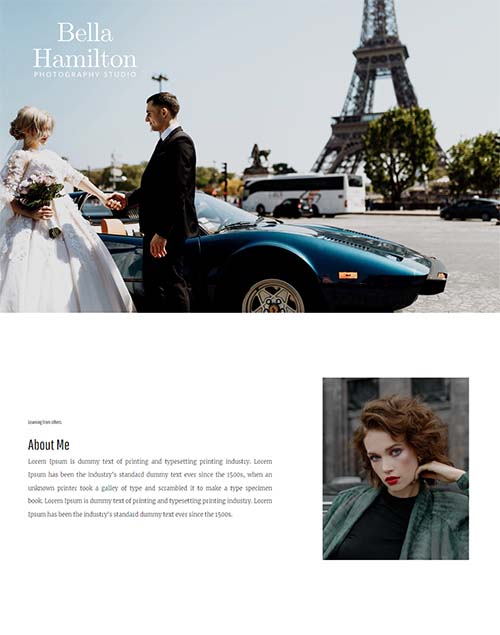 Bella
Hamilton
PHOTOGRAPHY STUDIO
Learning from others.
About Me
Lorem Ipsum is dummy text of printing and typesetting printing industry. Lorem
Ipsum has been the industry's standard dummy text ever since the 1500s, when an
unknown printer took a galley of type and scrambled it to make a type specimen
book. Lorem Ipsum is dummy text of printing and typesetting printing industry. Lorem
Ipsum has been the industry's standard dummy text ever since the 1500s.